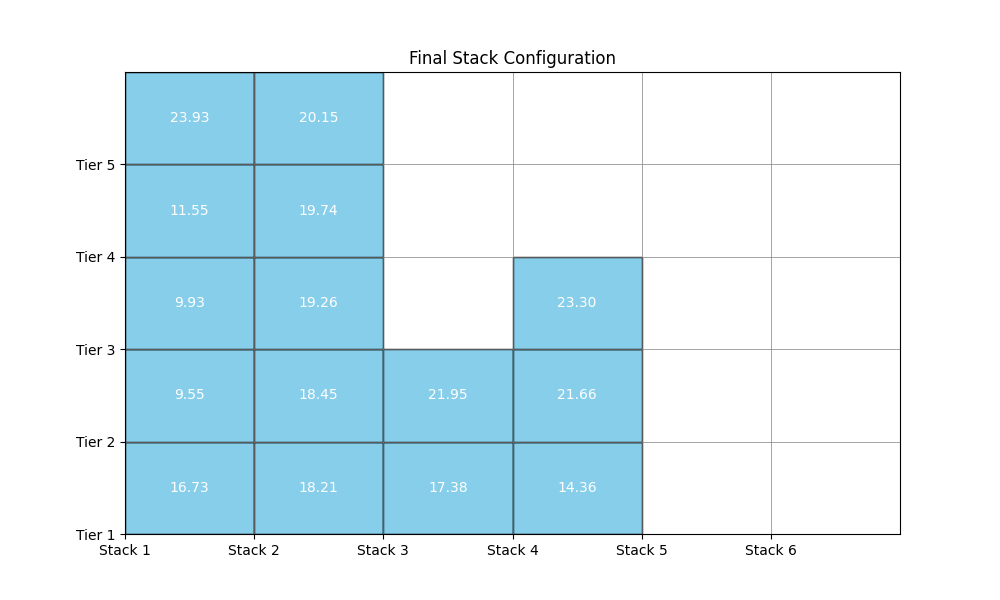 Final Stack Configuration
23.93 20.15
Tier 5
11.55 19.74
Tier 4
9.93 19.26 23.30
Tier 3
9.55 18.45 21.95 21.66
Tier 2
16.73 18.21 17.38 14.36
Tier 1
Stack 1 Stack 2 Stack 3 Stack 4 Stack 5 Stack 6